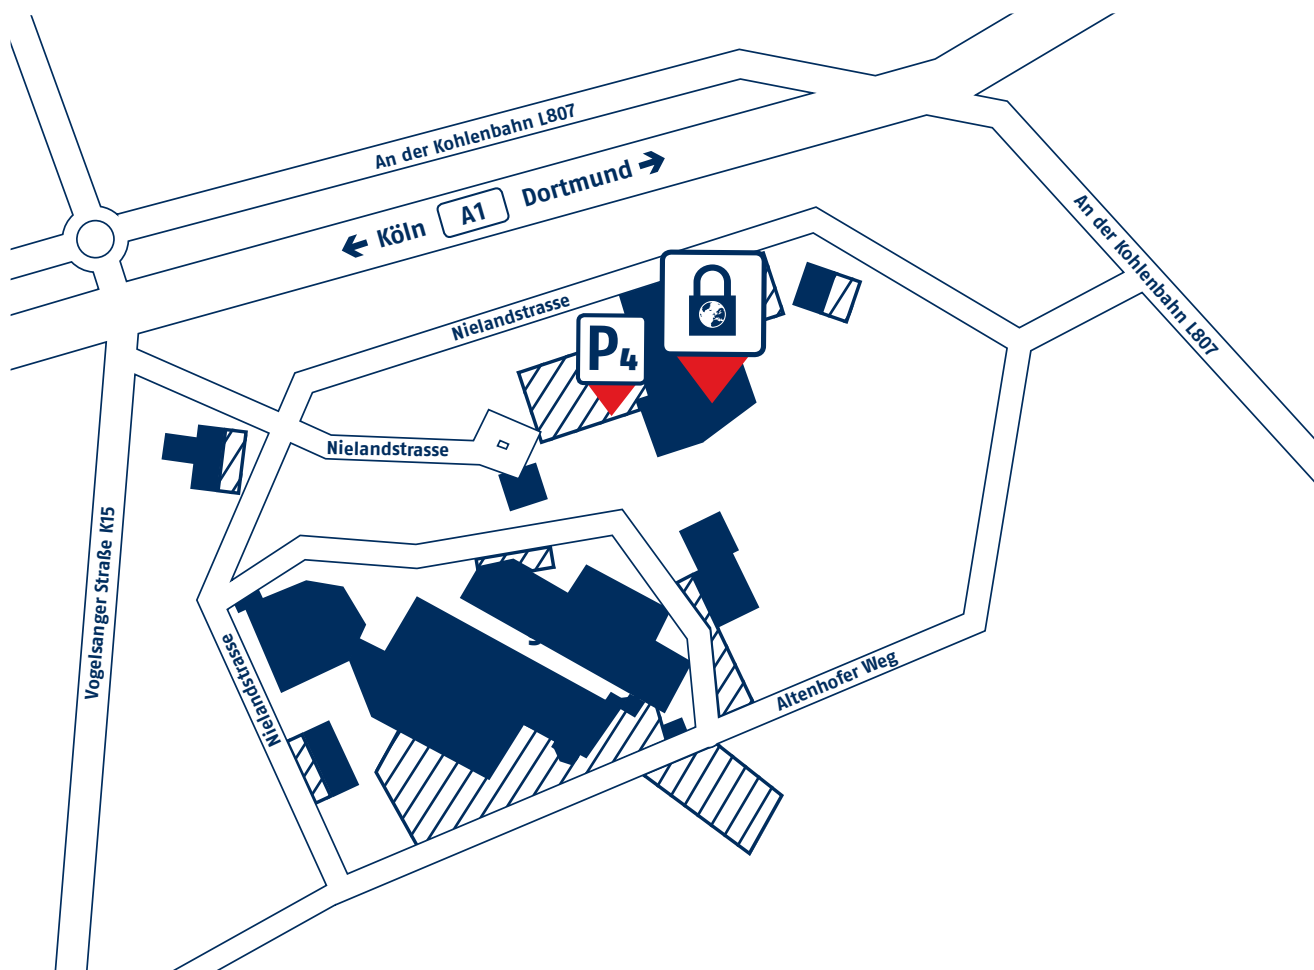 An der Kohlenbahn L807
Köln A1 Dortmund
An der Kohlenbahn L807
Nielandstrasse
P4
Nielandstrasse
Vogelsanger Straße K15
Nielandstrasse
Altenhofer Weg